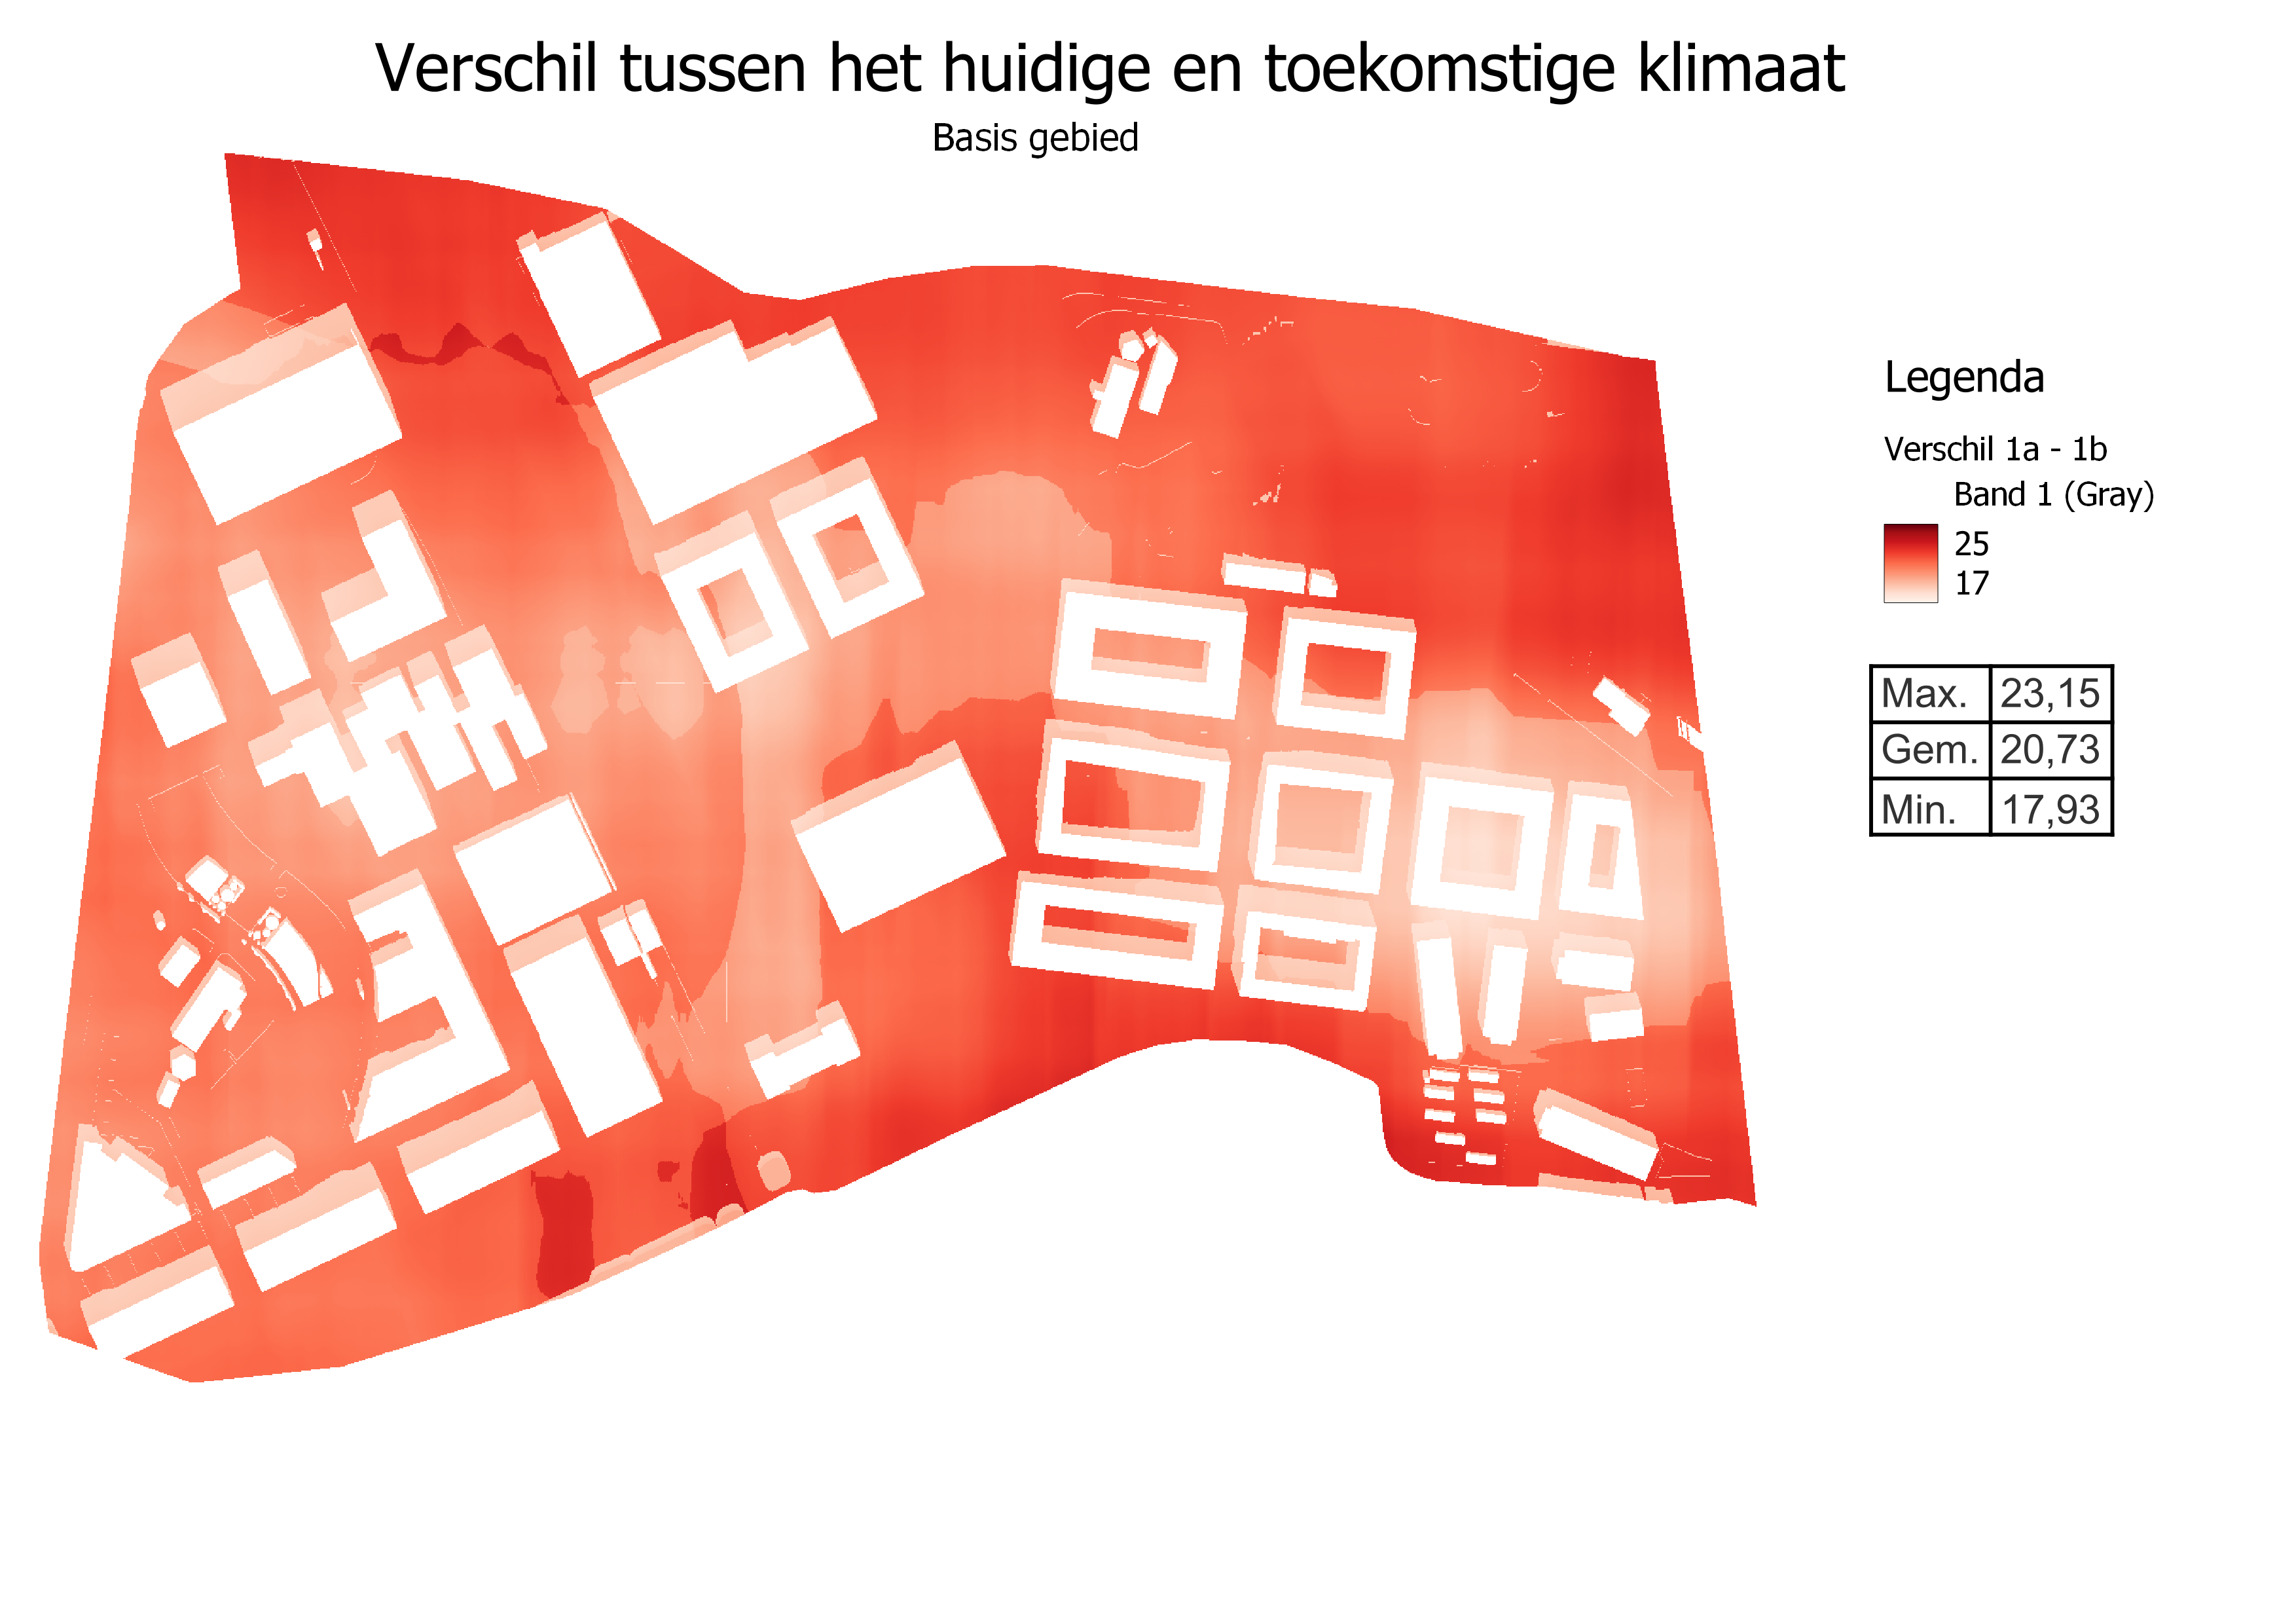 Verschil tussen het huidige en toekomstige klimaat
Basis gebied
Legenda
Verschil 1a - 1b
Band 1 (Gray)
25
17
Max. 23,15
Gem. 20,73
Min. 17,93